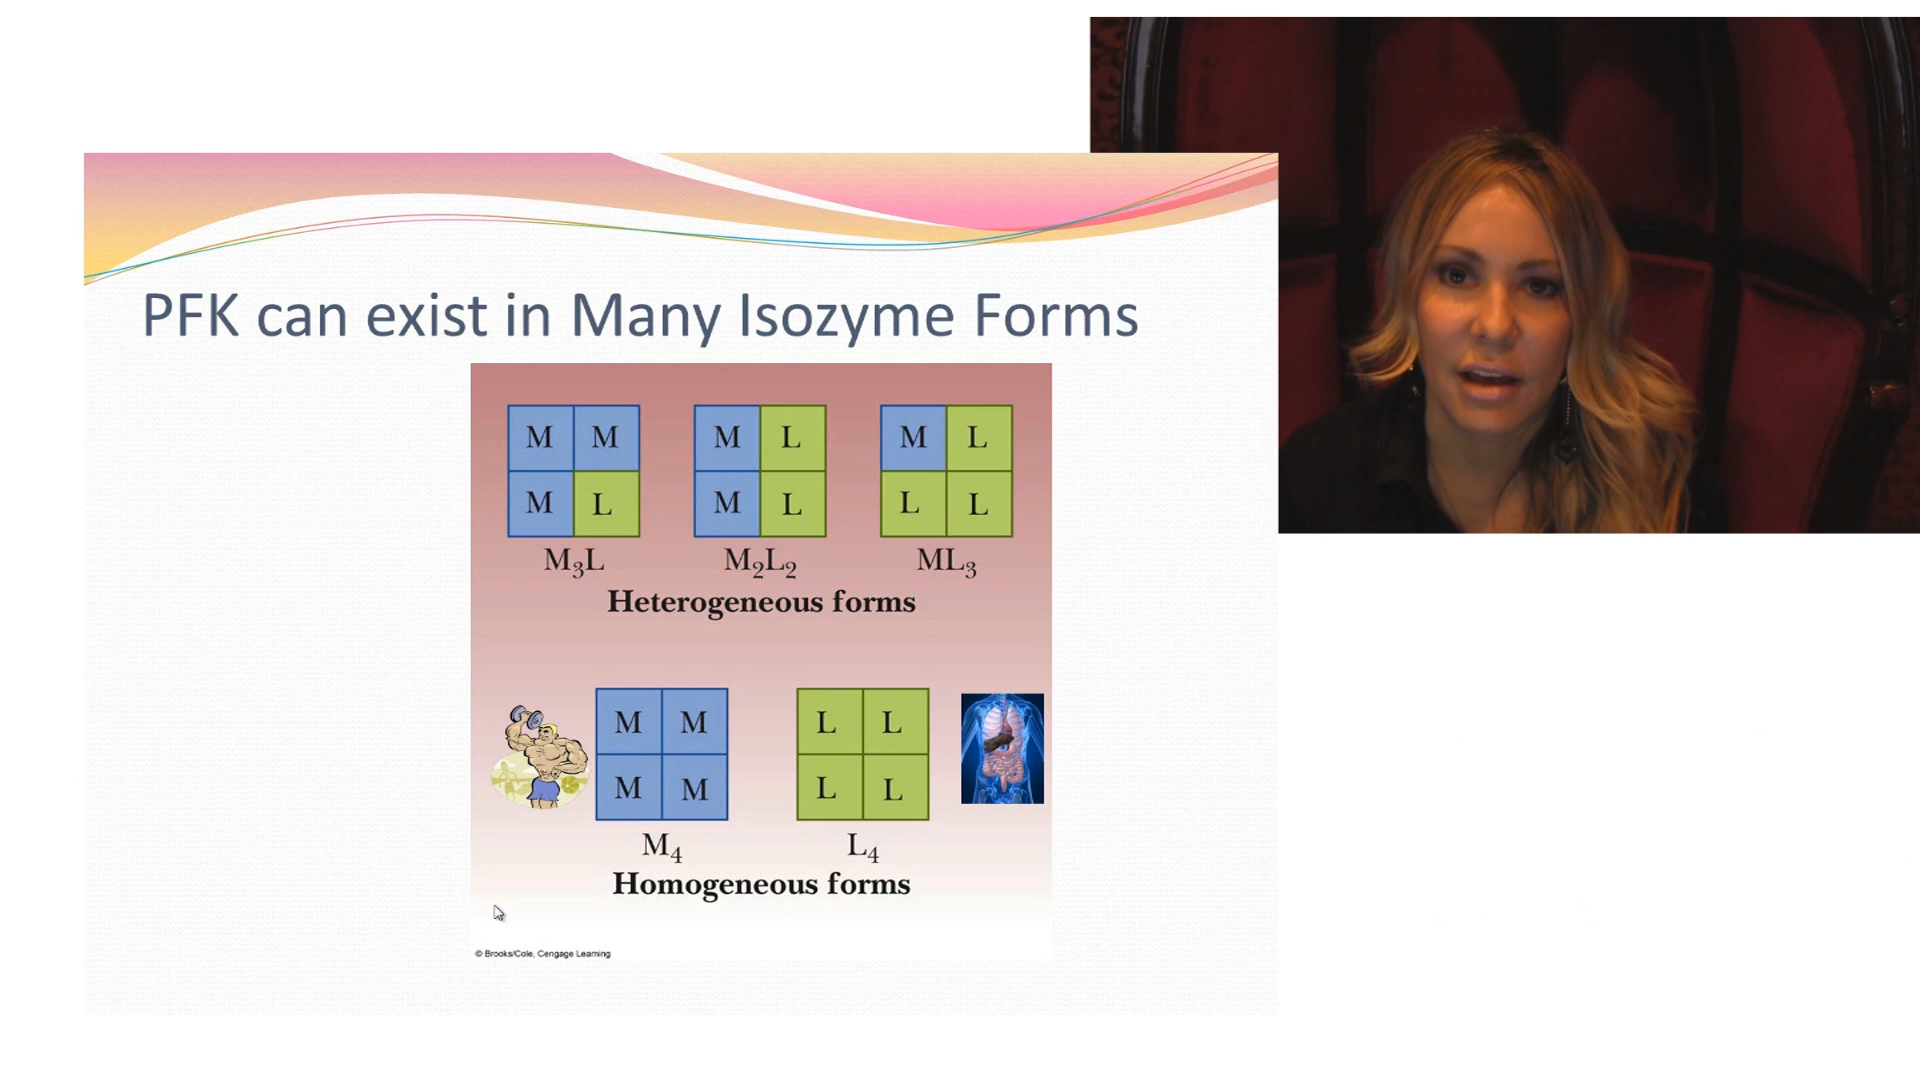 PFK can exist in Many Isozyme Forms
M M M L M L
M L M L L L
M₃L M₂L₂ ML₃
Heterogeneous forms
M M L L
M M L L
M₄ L₄
Homogeneous forms
© Brooks/Cole, Cengage Learning